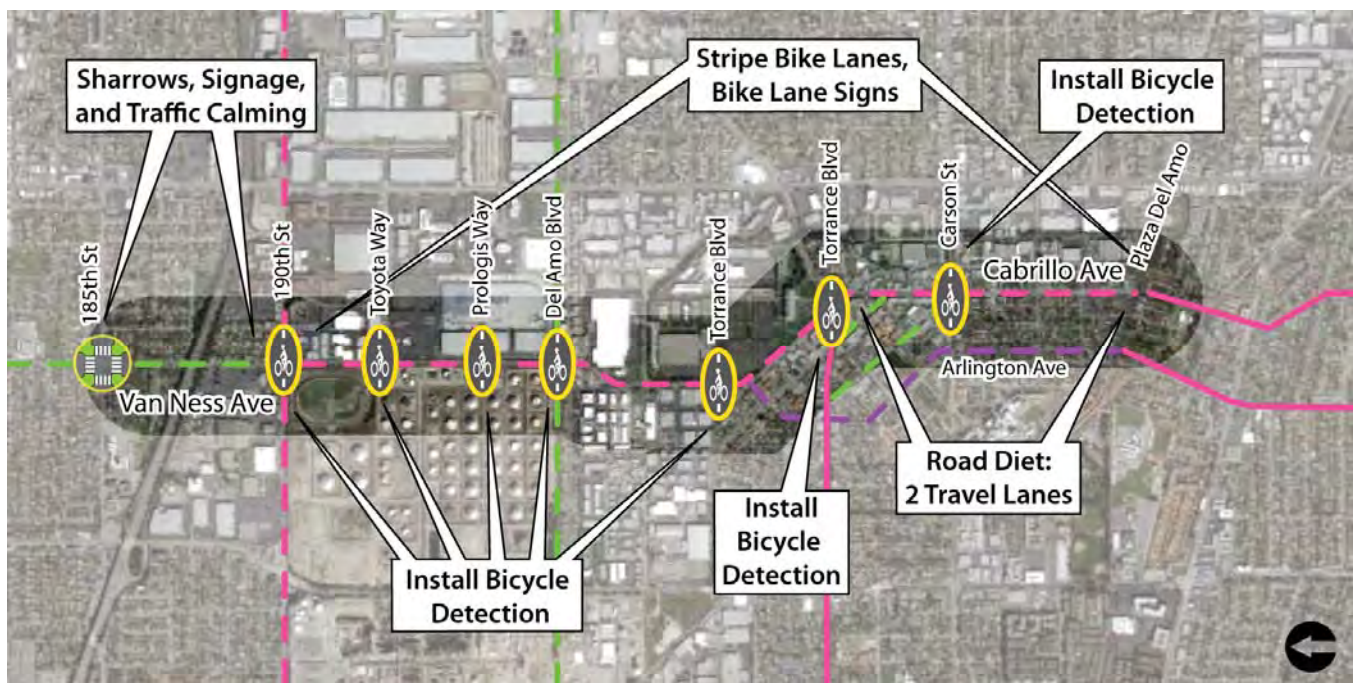 Sharrows, Signage,
and Traffic Calming
Stripe Bike Lanes,
Bike Lane Signs
Install Bicycle
Detection
185th St
190th St
Toyota Way
Prologis Way
Del Amo Blvd
Torrance Blvd
Torrance Blvd
Carson St
Plaza Del Amo
Cabrillo Ave
Van Ness Ave
Arlington Ave
Road Diet:
2 Travel Lanes
Install
Bicycle
Detection
Install Bicycle
Detection